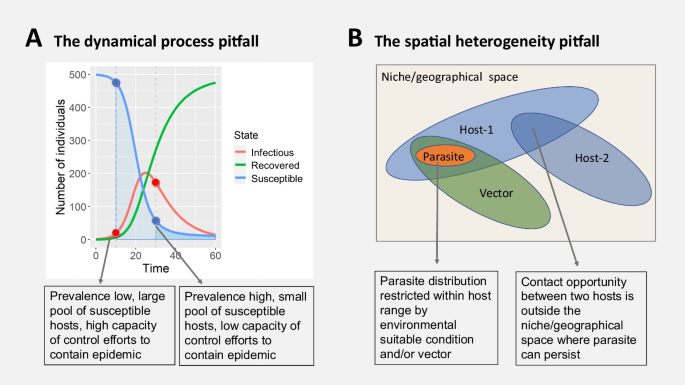 A The dynamical process pitfall
500
400
300
200
100
0
Number of individuals
0 20 40 60
Time
State
Infectious
Recovered
Susceptible
Prevalence low, large
pool of susceptible
hosts, high capacity
of control efforts to
contain epidemic
Prevalence high, small
pool of susceptible
hosts, low capacity of
control efforts to
contain epidemic
B The spatial heterogeneity pitfall
Niche/geographical space
Host-1
Parasite
Host-2
Vector
Parasite distribution
restricted within host
range by
environmental
suitable condition
and/or vector
Contact opportunity
between two hosts is
outside the
niche/geographical
space where parasite
can persist